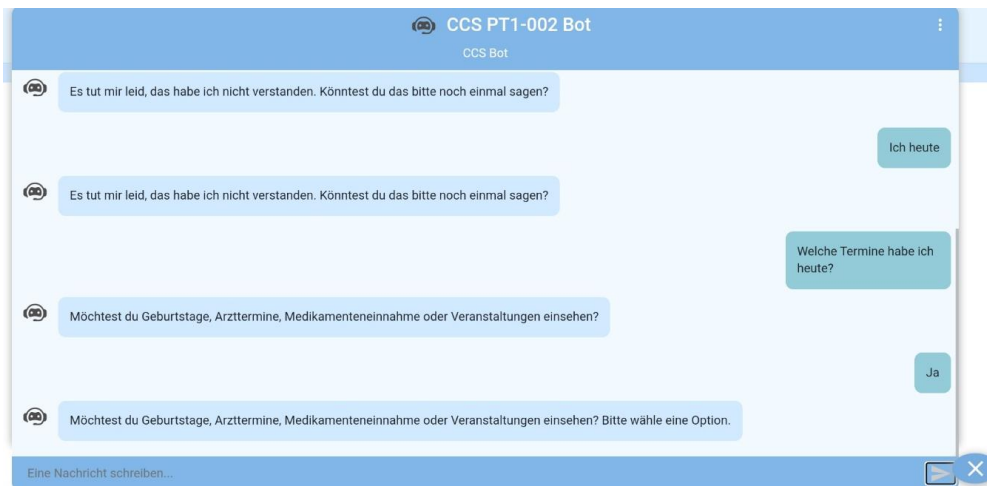 CCS PT1-002 Bot
CCS Bot
Es tut mir leid, das habe ich nicht verstanden. Könntest du das bitte noch einmal sagen?
Ich heute
Es tut mir leid, das habe ich nicht verstanden. Könntest du das bitte noch einmal sagen?
Welche Termine habe ich
heute?
Möchtest du Geburtstage, Arzttermine, Medikamenteneinnahme oder Veranstaltungen einsehen?
Ja
Möchtest du Geburtstage, Arzttermine, Medikamenteneinnahme oder Veranstaltungen einsehen? Bitte wähle eine Option.
Eine Nachricht schreiben...